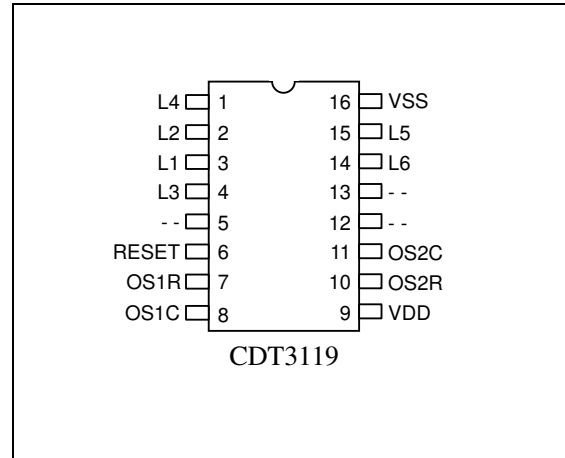 L4 1 16 VSS
L2 2 15 L5
L1 3 14 L6
L3 4 13 - -
- - 5 12 - -
RESET 6 11 OS2C
OS1R 7 10 OS2R
OS1C 8 9 VDD
CDT3119